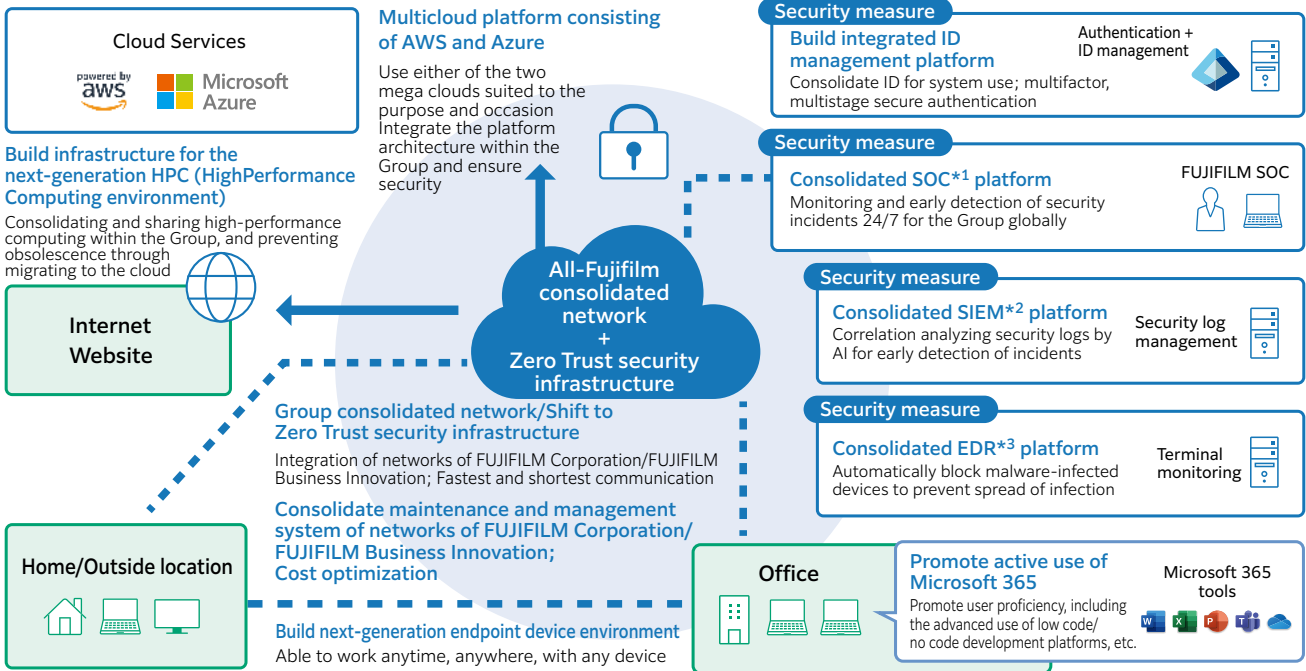 Cloud Services
powered by
aws
Microsoft
Azure
Multicloud platform consisting
of AWS and Azure
Use either of the two
mega clouds suited to the
purpose and occasion
Integrate the platform
architecture within the
Group and ensure
security
Build infrastructure for the
next-generation HPC (HighPerformance
Computing environment)
Consolidating and sharing high-performance
computing within the Group, and preventing
obsolescence through
migrating to the cloud
Internet
Website
All-Fujifilm
consolidated
network
+
Zero Trust security
infrastructure
Security measure
Build integrated ID
management platform
Consolidate ID for system use; multifactor,
multistage secure authentication
Authentication +
ID management
Security measure
Consolidated SOC*1 platform
Monitoring and early detection of security
incidents 24/7 for the Group globally
FUJIFILM SOC
Security measure
Consolidated SIEM*2 platform
Correlation analyzing security logs by
AI for early detection of incidents
Security log
management
Security measure
Consolidated EDR*3 platform
Automatically block malware-infected
devices to prevent spread of infection
Terminal
monitoring
Group consolidated network/Shift to
Zero Trust security infrastructure
Integration of networks of FUJIFILM Corporation/FUJIFILM
Business Innovation; Fastest and shortest communication
Consolidate maintenance and management
system of networks of FUJIFILM Corporation/
FUJIFILM Business Innovation;
Cost optimization
Home/Outside location
Build next-generation endpoint device environment
Able to work anytime, anywhere, with any device
Office
Promote active use of
Microsoft 365
Promote user proficiency, including
the advanced use of low code/
no code development platforms, etc.
Microsoft 365
tools
W
X
P
T